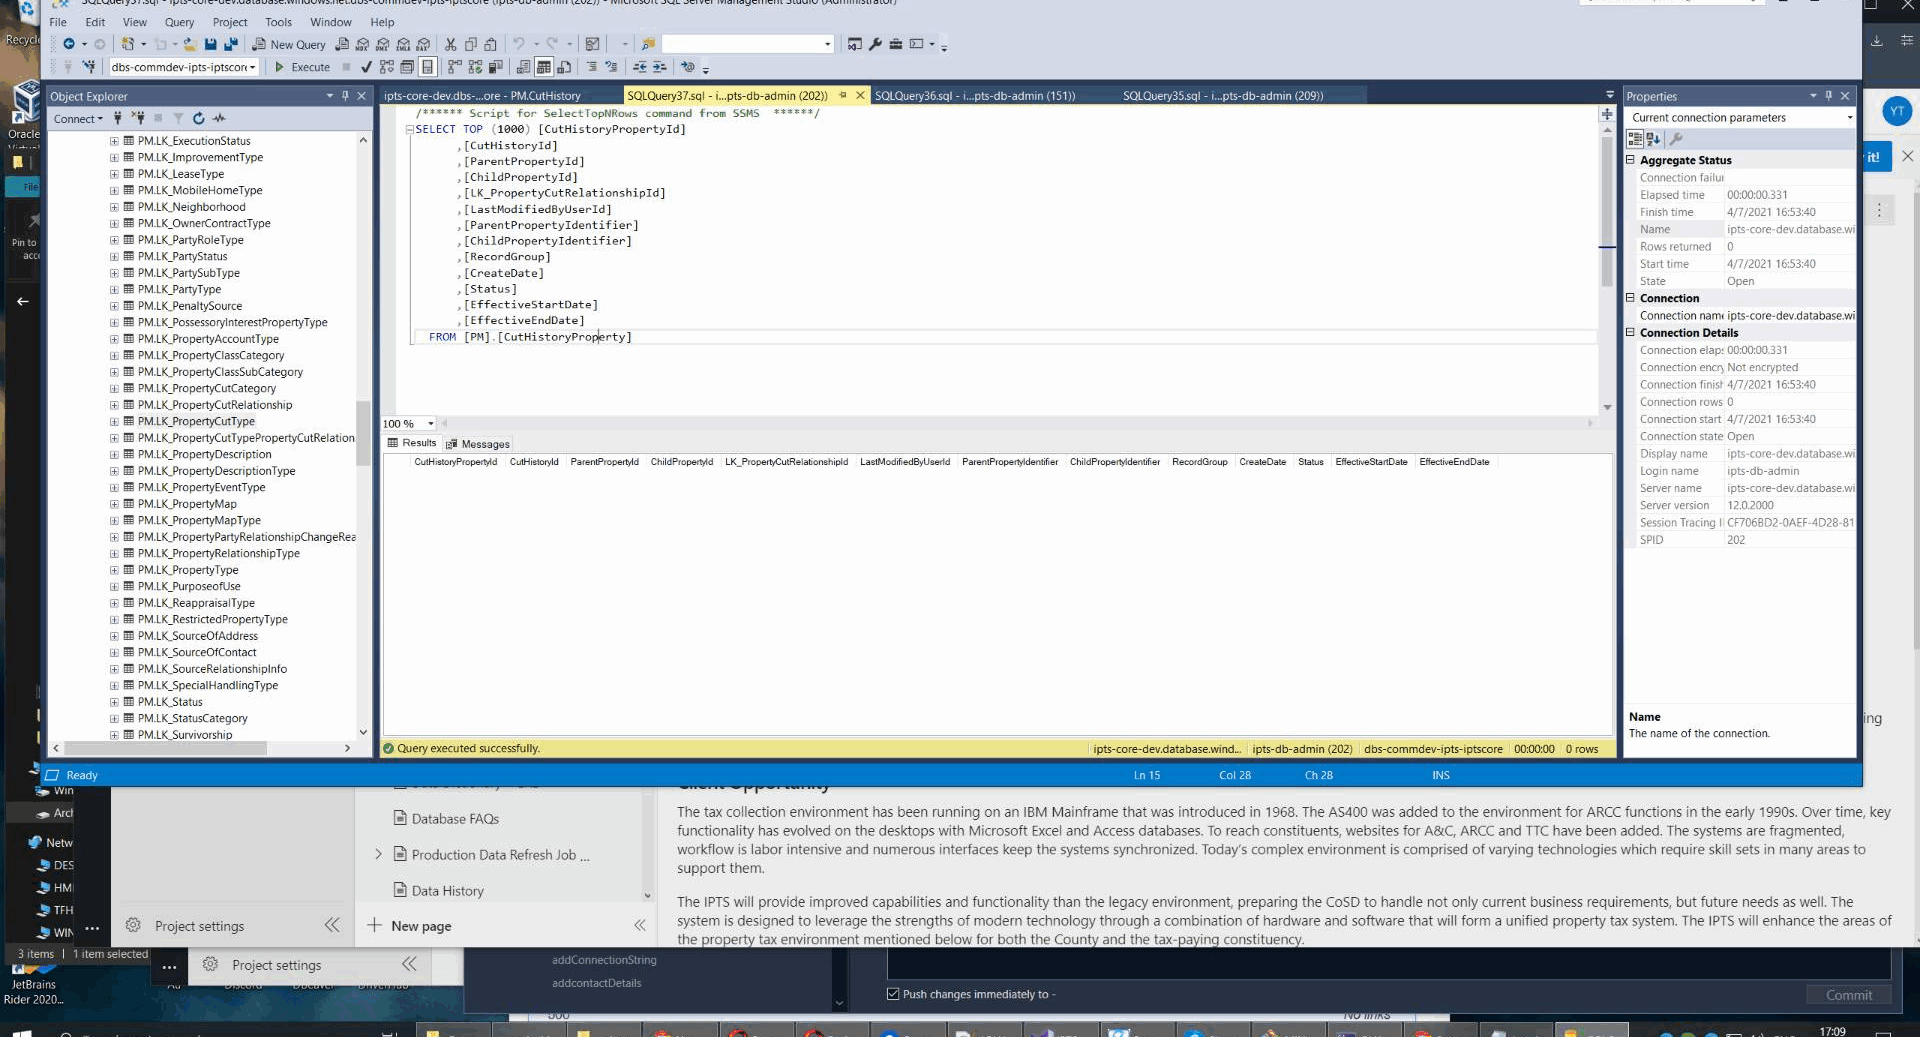 File Edit View Query Project Tools Window Help
New Query
dbs-commdev-ipts-iptscore Execute
Object Explorer
Connect
PM.LK_ExecutionStatus
PM.LK_ImprovementType
PM.LK_LeaseType
PM.LK_MobileHomeType
PM.LK_Neighborhood
PM.LK_OwnerContractType
PM.LK_PartyRoleType
PM.LK_PartyStatus
PM.LK_PartySubType
PM.LK_PartyType
PM.LK_PenaltySource
PM.LK_PossessoryInterestPropertyType
PM.LK_PropertyAccountType
PM.LK_PropertyClassCategory
PM.LK_PropertyClassSubCategory
PM.LK_PropertyCutCategory
PM.LK_PropertyCutRelationship
PM.LK_PropertyCutType
PM.LK_PropertyCutTypePropertyCutRelation
PM.LK_PropertyDescription
PM.LK_PropertyDescriptionType
PM.LK_PropertyEventType
PM.LK_PropertyMap
PM.LK_PropertyMapType
PM.LK_PropertyPartyRelationshipChangeRea
PM.LK_PropertyRelationshipType
PM.LK_PropertyType
PM.LK_PurposeofUse
PM.LK_ReappraisalType
PM.LK_RestrictedPropertyType
PM.LK_SourceOfAddress
PM.LK_SourceOfContact
PM.LK_SourceRelationshipInfo
PM.LK_SpecialHandlingType
PM.LK_Status
PM.LK_StatusCategory
PM.LK_Survivorship
ipts-core-dev.dbs-...ore - PM.CutHistory SQLQuery37.sql - i...pts-db-admin (202)) SQLQuery36.sql - i...pts-db-admin (151)) SQLQuery35.sql - i...pts-db-admin (209))
/****** Script for SelectTopNRows command from SSMS ******/
SELECT TOP (1000) [CutHistoryPropertyId]
,[CutHistoryId]
,[ParentPropertyId]
,[ChildPropertyId]
,[LK_PropertyCutRelationshipId]
,[LastModifiedByUserId]
,[ParentPropertyIdentifier]
,[ChildPropertyIdentifier]
,[RecordGroup]
,[CreateDate]
,[Status]
,[EffectiveStartDate]
,[EffectiveEndDate]
FROM [PM].[CutHistoryProperty]
100 %
Results Messages
CutHistoryPropertyId CutHistoryId ParentPropertyId ChildPropertyId LK_PropertyCutRelationshipId LastModifiedByUserId ParentPropertyIdentifier ChildPropertyIdentifier RecordGroup CreateDate Status EffectiveStartDate EffectiveEndDate
Query executed successfully. ipts-core-dev.database.wind... ipts-db-admin (202) dbs-commdev-ipts-iptscore 00:00:00 0 rows
Ready Ln 15 Col 28 Ch 28 INS
Properties
Current connection parameters
Aggregate Status
Connection failur
Elapsed time 00:00:00.331
Finish time 4/7/2021 16:53:40
Name ipts-core-dev.database.wi
Rows returned 0
Start time 4/7/2021 16:53:40
State Open
Connection
Connection nam ipts-core-dev.database.wi
Connection Details
Connection elap: 00:00:00.331
Connection encry Not encrypted
Connection finish 4/7/2021 16:53:40
Connection rows 0
Connection start 4/7/2021 16:53:40
Connection state Open
Display name ipts-core-dev.database.wi
Login name ipts-db-admin
Server name ipts-core-dev.database.wi
Server version 12.0.2000
Session Tracing I CF706BD2-0AEF-4D28-81
SPID 202
Name
The name of the connection.
YT
it!
ing
File
Pin to
acc
Win
Arch
Netw
DES
HMI
TFH
WIN
3 items 1 item selected
JetBrains
Rider 2020...
Database FAQs
Production Data Refresh Job ...
Data History
Project settings
New page
Project settings
Client Opportunity
The tax collection environment has been running on an IBM Mainframe that was introduced in 1968. The AS400 was added to the environment for ARCC functions in the early 1990s. Over time, key
functionality has evolved on the desktops with Microsoft Excel and Access databases. To reach constituents, websites for A&C, ARCC and TTC have been added. The systems are fragmented,
workflow is labor intensive and numerous interfaces keep the systems synchronized. Today's complex environment is comprised of varying technologies which require skill sets in many areas to
support them.
The IPTS will provide improved capabilities and functionality than the legacy environment, preparing the CoSD to handle not only current business requirements, but future needs as well. The
system is designed to leverage the strengths of modern technology through a combination of hardware and software that will form a unified property tax system. The IPTS will enhance the areas of
the property tax environment mentioned below for both the County and the tax-paying constituency.
addConnectionString
addcontactDetails
Push changes immediately to -
Commit
No links
17:09